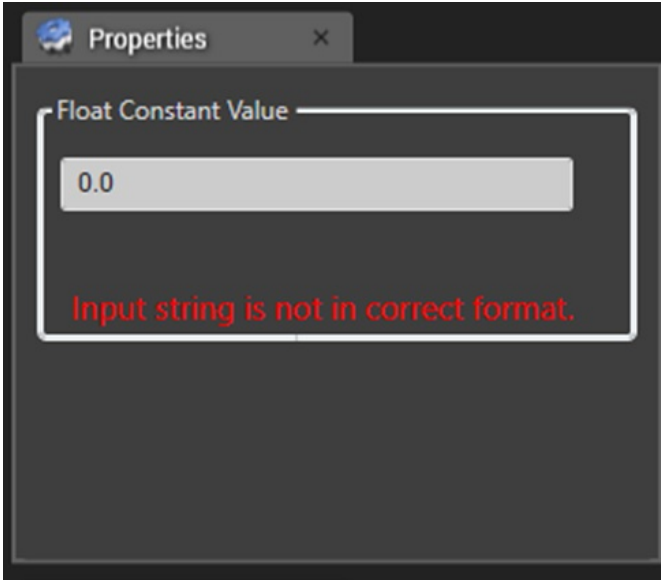 Properties ×
Float Constant Value
0.0
Input string is not in correct format.